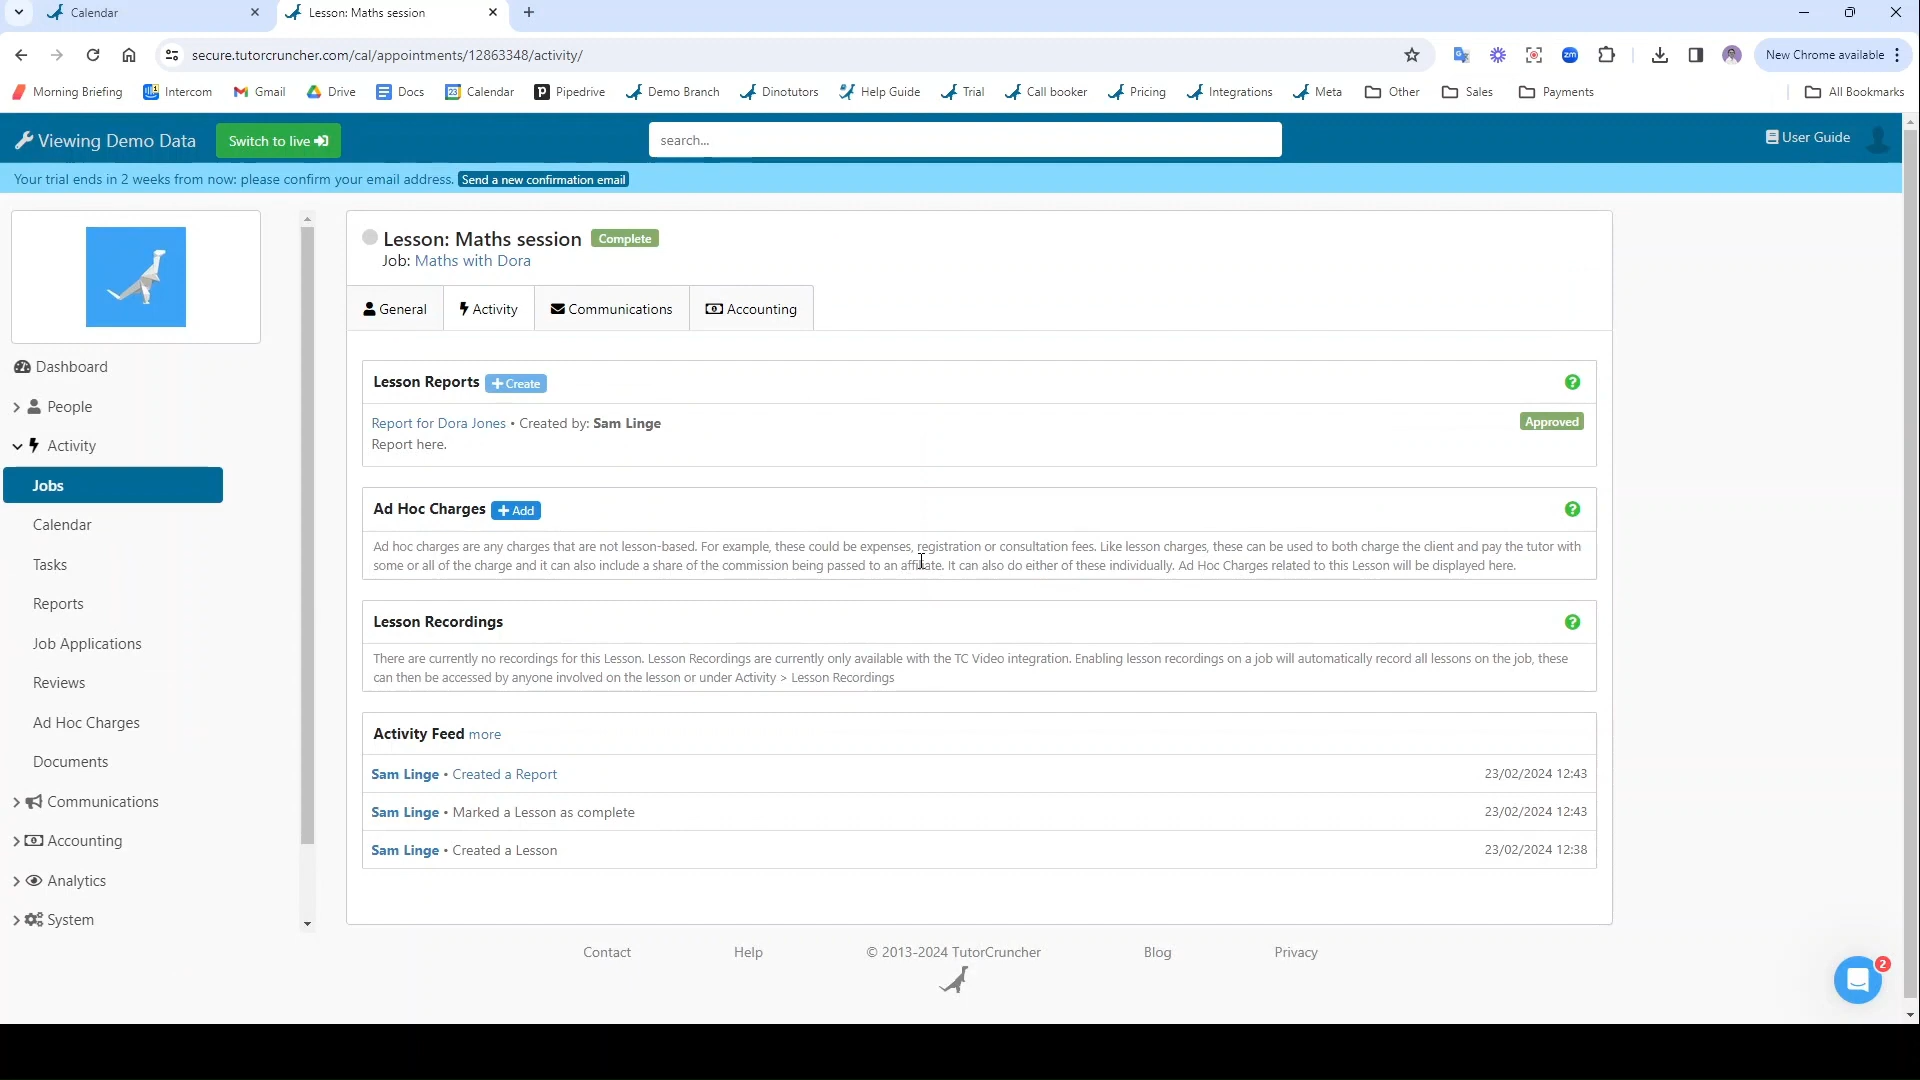 Calendar
Lesson: Maths session
secure.tutorcruncher.com/cal/appointments/12863348/activity/
zm
New Chrome available
Morning Briefing
Intercom
Gmail
Drive
Docs
23
Calendar
Pipedrive
Demo Branch
Dinotutors
Help Guide
Trial
Call booker
Pricing
Integrations
Meta
Other
Sales
Payments
All Bookmarks
Viewing Demo Data
Switch to live
search...
User Guide
Your trial ends in 2 weeks from now: please confirm your email address. Send a new confirmation email
Lesson: Maths session Complete
Job: Maths with Dora
General
Activity
Communications
Accounting
Dashboard
People
Activity
Jobs
Calendar
Tasks
Reports
Job Applications
Reviews
Ad Hoc Charges
Documents
Communications
Accounting
Analytics
System
Lesson Reports + Create
Report for Dora Jones • Created by: Sam Linge
Approved
Report here.
Ad Hoc Charges + Add
Ad hoc charges are any charges that are not lesson-based. For example, these could be expenses, registration or consultation fees. Like lesson charges, these can be used to both charge the client and pay the tutor with
some or all of the charge and it can also include a share of the commission being passed to an affiliate. It can also do either of these individually. Ad Hoc Charges related to this Lesson will be displayed here.
Lesson Recordings
There are currently no recordings for this Lesson. Lesson Recordings are currently only available with the TC Video integration. Enabling lesson recordings on a job will automatically record all lessons on the job, these
can then be accessed by anyone involved on the lesson or under Activity > Lesson Recordings
Activity Feed more
Sam Linge • Created a Report 23/02/2024 12:43
Sam Linge • Marked a Lesson as complete 23/02/2024 12:43
Sam Linge • Created a Lesson 23/02/2024 12:38
Contact
Help
© 2013-2024 TutorCruncher
Blog
Privacy
2